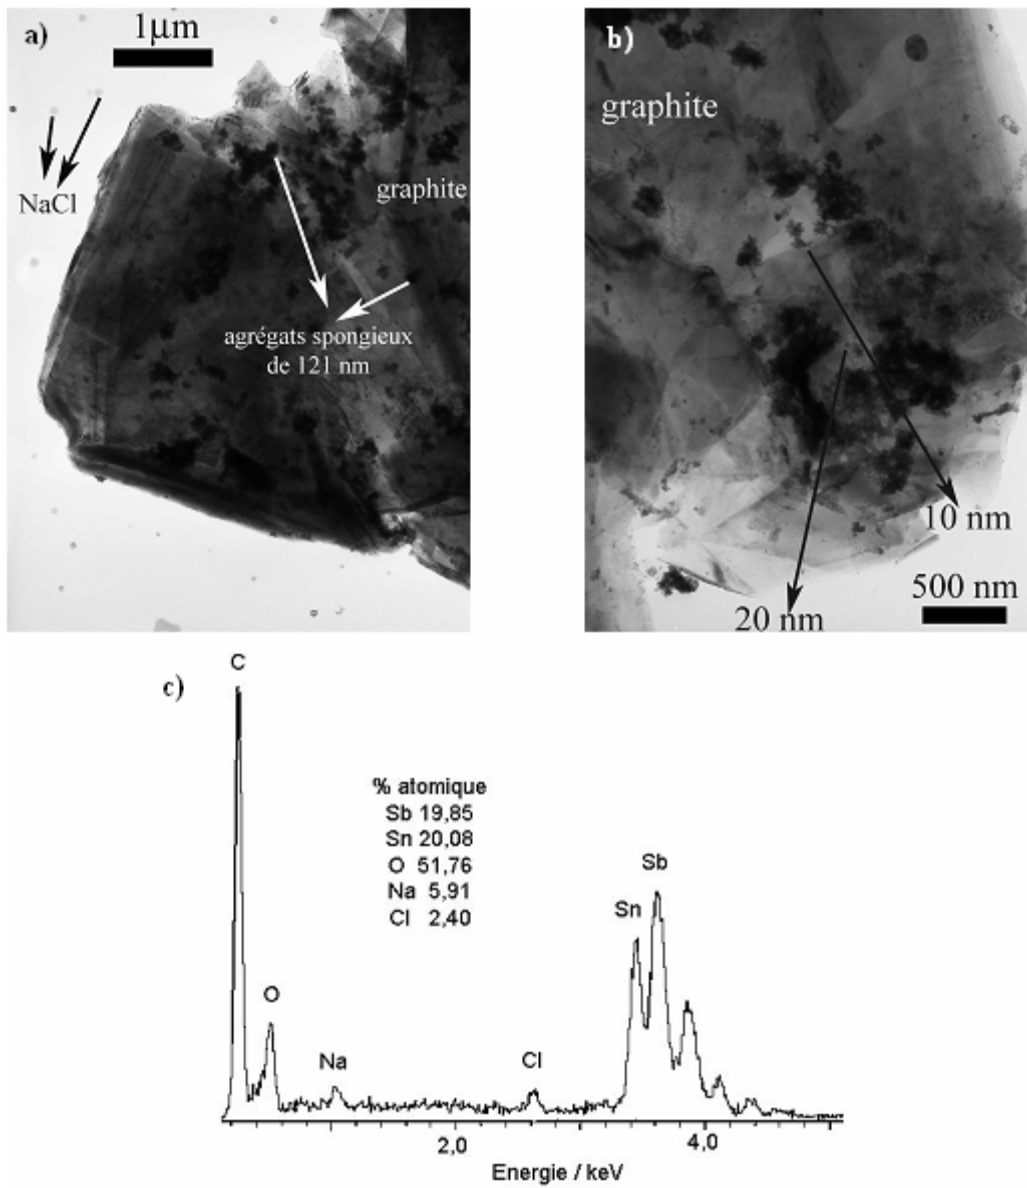 a)
1µm
NaCl
graphite
agrégats spongieux
de 121 nm
b)
graphite
10 nm
20 nm
500 nm
c)
C
O
Na
Cl
Sn
Sb
% atomique
Sb 19,85
Sn 20,08
O 51,76
Na 5,91
Cl 2,40
2,0
4,0
Energie / keV